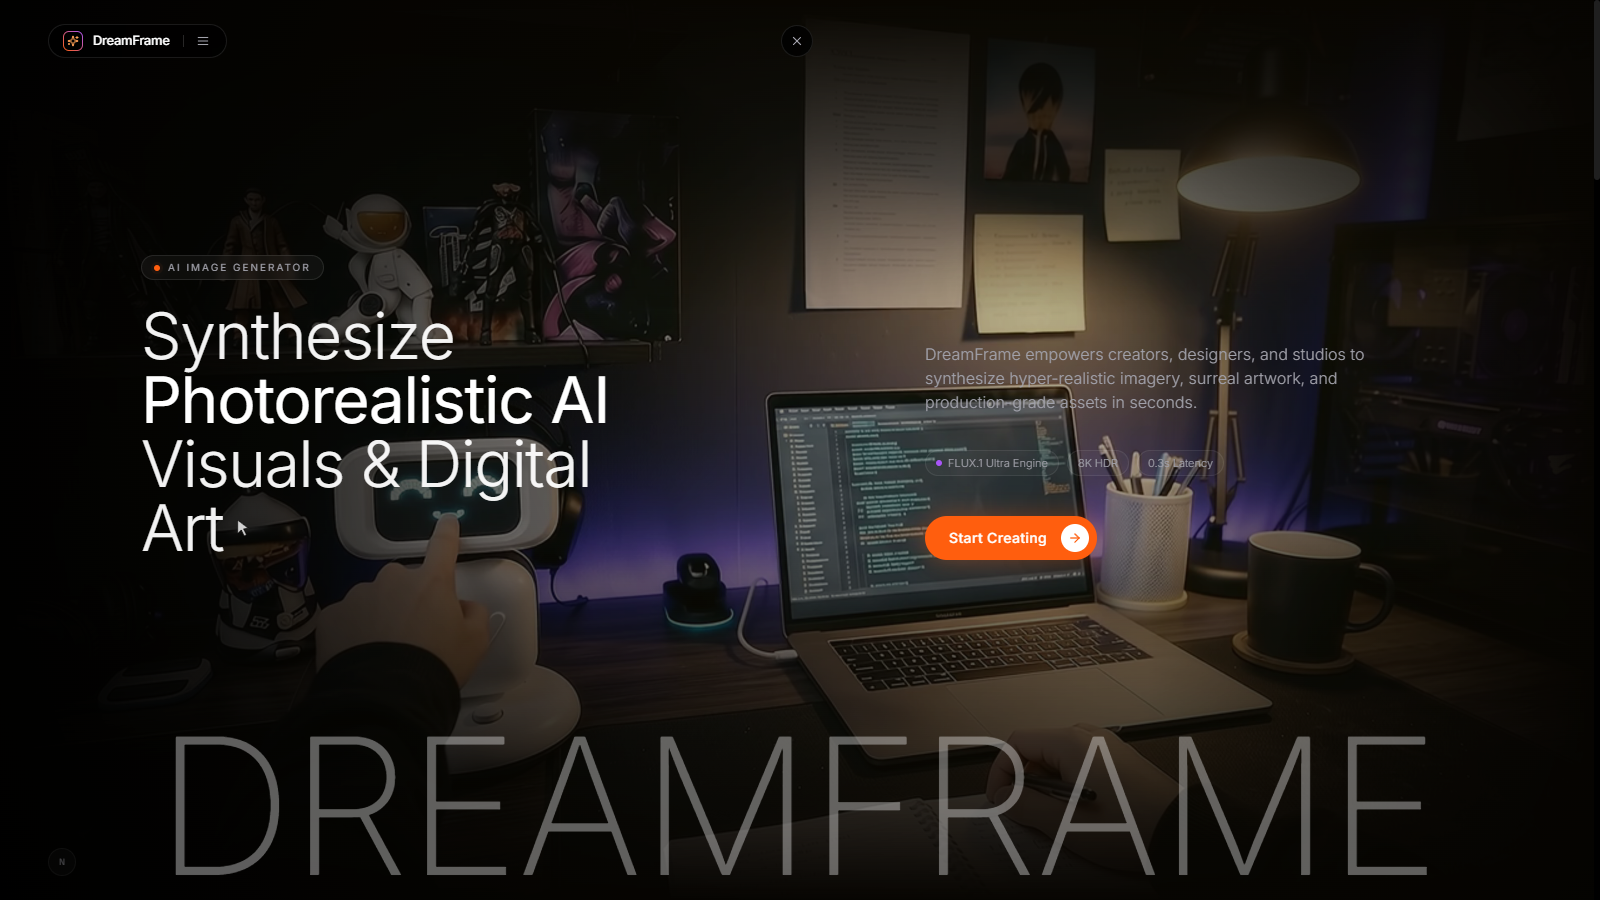 DreamFrame
AI IMAGE GENERATOR
Synthesize
Photorealistic AI
Visuals & Digital
Art
DreamFrame empowers creators, designers, and studios to
synthesize hyper-realistic imagery, surreal artwork, and
production-grade assets in seconds.
FLUX.1 Ultra Engine
8K HDR
0.3s Latency
Start Creating
DREAMFRAME
N